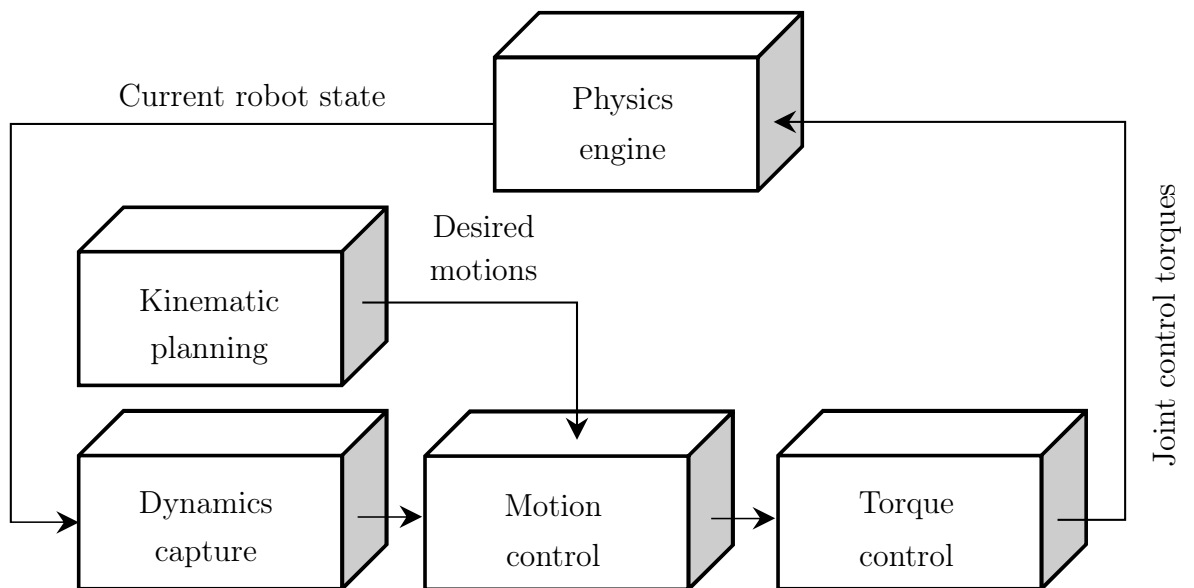 Physics
engine
Current robot state
Desired
motions
Kinematic
planning
Joint control torques
Dynamics
capture
Motion
control
Torque
control